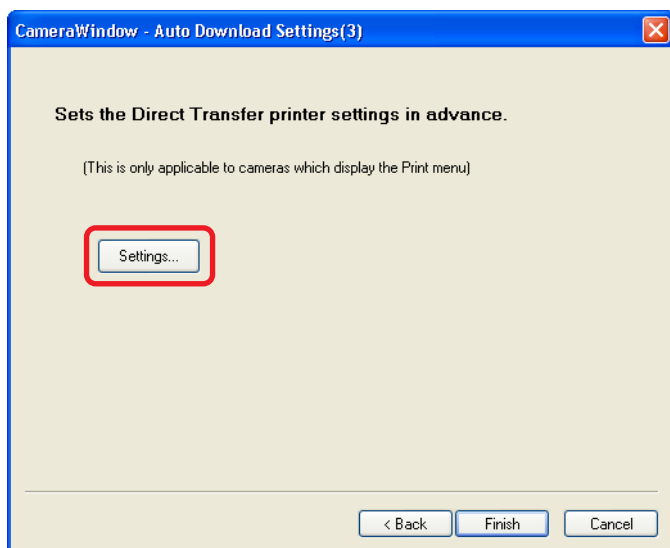 CameraWindow - Auto Download Settings(3)
Sets the Direct Transfer printer settings in advance.
(This is only applicable to cameras which display the Print menu)
Settings...
< Back Finish Cancel